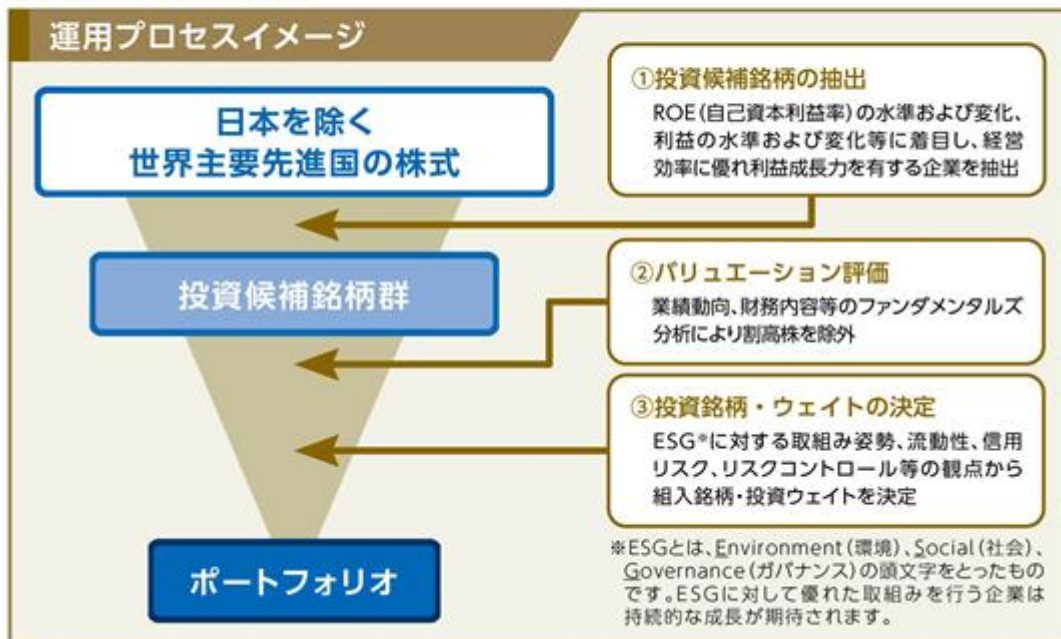 運用プロセスイメージ
日本を除く
世界主要先進国の株式
①投資候補銘柄の抽出
ROE(自己資本利益率)の水準および変化、
利益の水準および変化等に着目し、経営
効率に優れ利益成長力を有する企業を抽出
投資候補銘柄群
②バリュエーション評価
業績動向、財務内容等のファンダメンタルズ
分析により割高株を除外
③投資銘柄・ウェイトの決定
ESG※に対する取組み姿勢、流動性、信用
リスク、リスクコントロール等の観点から
組入銘柄・投資ウェイトを決定
ポートフォリオ
※ESGとは、Environment(環境)、Social(社会)、
Governance(ガバナンス)の頭文字をとったもの
です。ESGに対して優れた取組みを行う企業は
持続的な成長が期待されます。